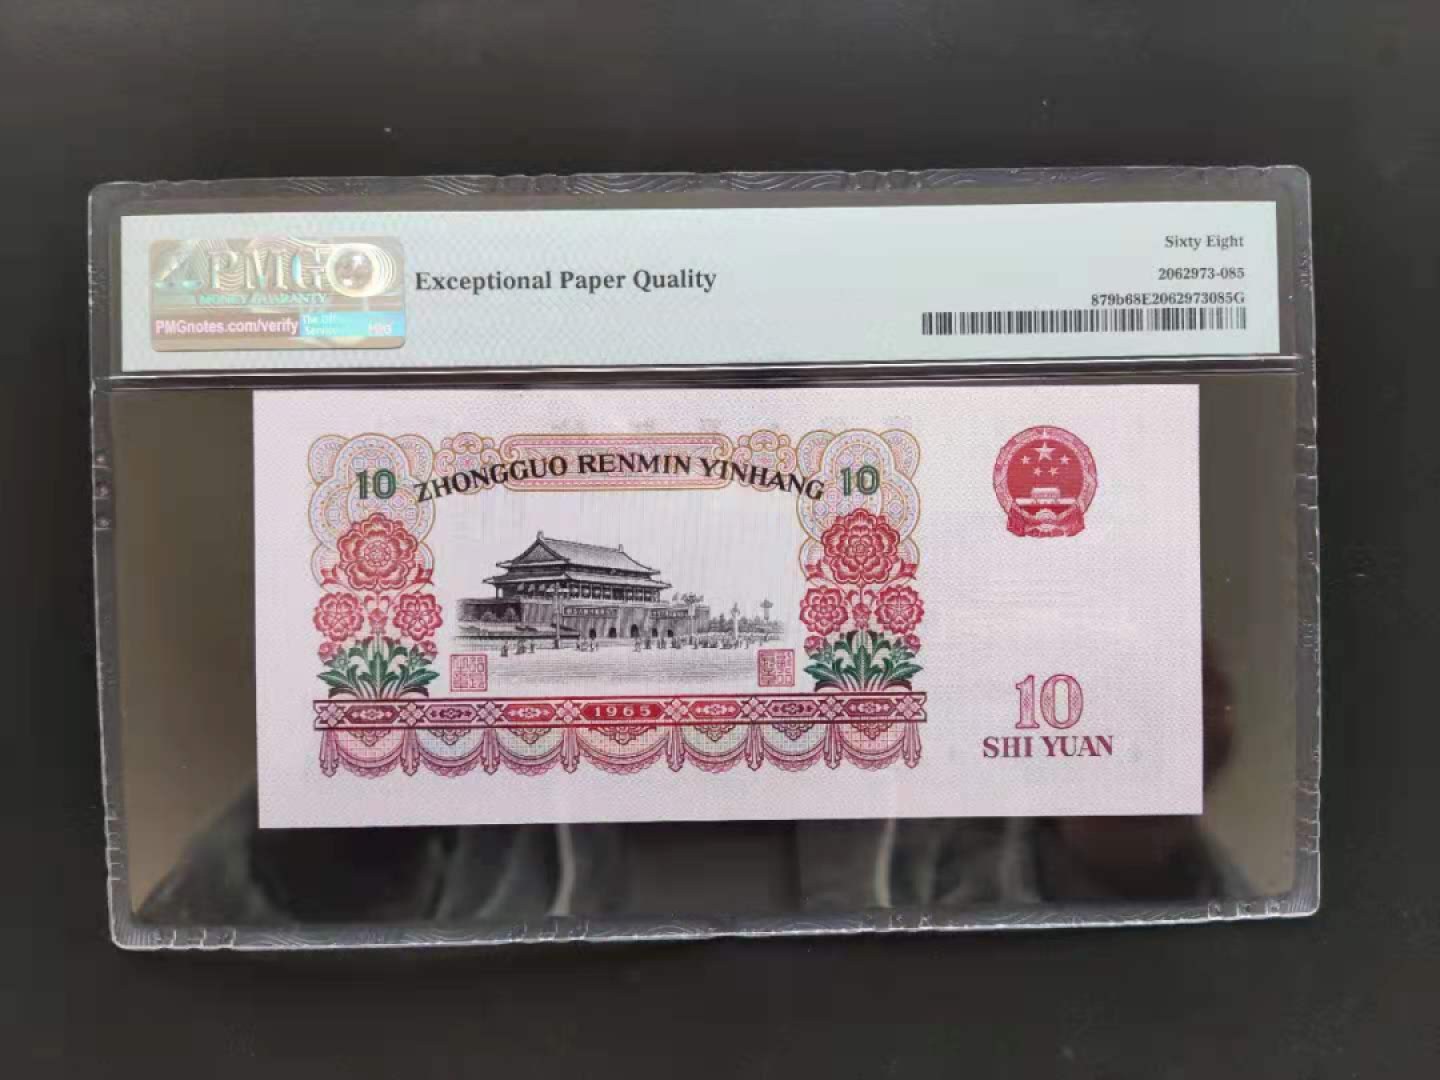 PMG
MONEY GUARANTY
PMGnotes.com/verify
Exceptional Paper Quality
Sixty Eight
2062973-085
879b68E2062973085G
10 ZHONGGUO RENMIN YINHANG 10
1965
10
SHI YUAN